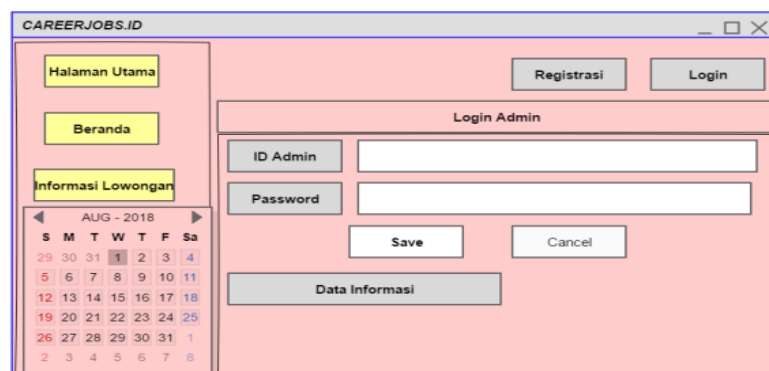 CAREERJOBS.ID
Halaman Utama
Beranda
Informasi Lowongan
AUG - 2018
S M T W T F Sa
29 30 31 1 2 3 4
5 6 7 8 9 10 11
12 13 14 15 16 17 18
19 20 21 22 23 24 25
26 27 28 29 30 31 1
2 3 4 5 6 7 8
Registrasi Login
Login Admin
ID Admin
Password
Save Cancel
Data Informasi